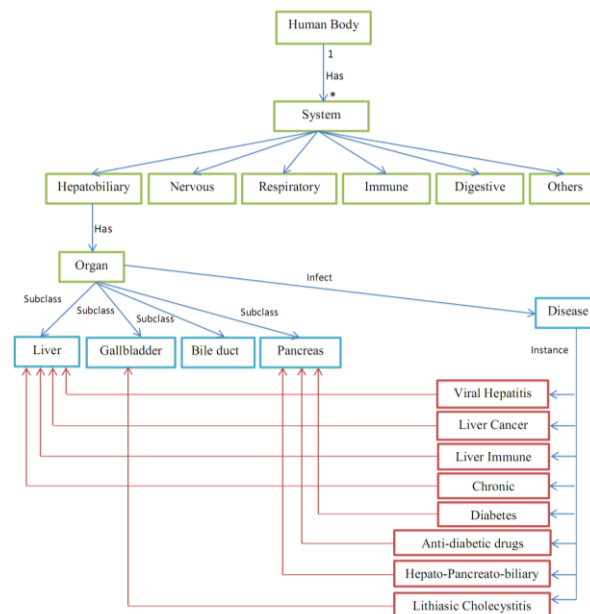 Human Body
1
Has
*
System
Hepatobiliary
Nervous
Respiratory
Immune
Digestive
Others
Has
Organ
Infect
Subclass
Subclass
Subclass
Subclass
Disease
Liver
Gallbladder
Bile duct
Pancreas
Instance
Viral Hepatitis
Liver Cancer
Liver Immune
Chronic
Diabetes
Anti-diabetic drugs
Hepato-Pancreato-biliary
Lithiasic Cholecystitis